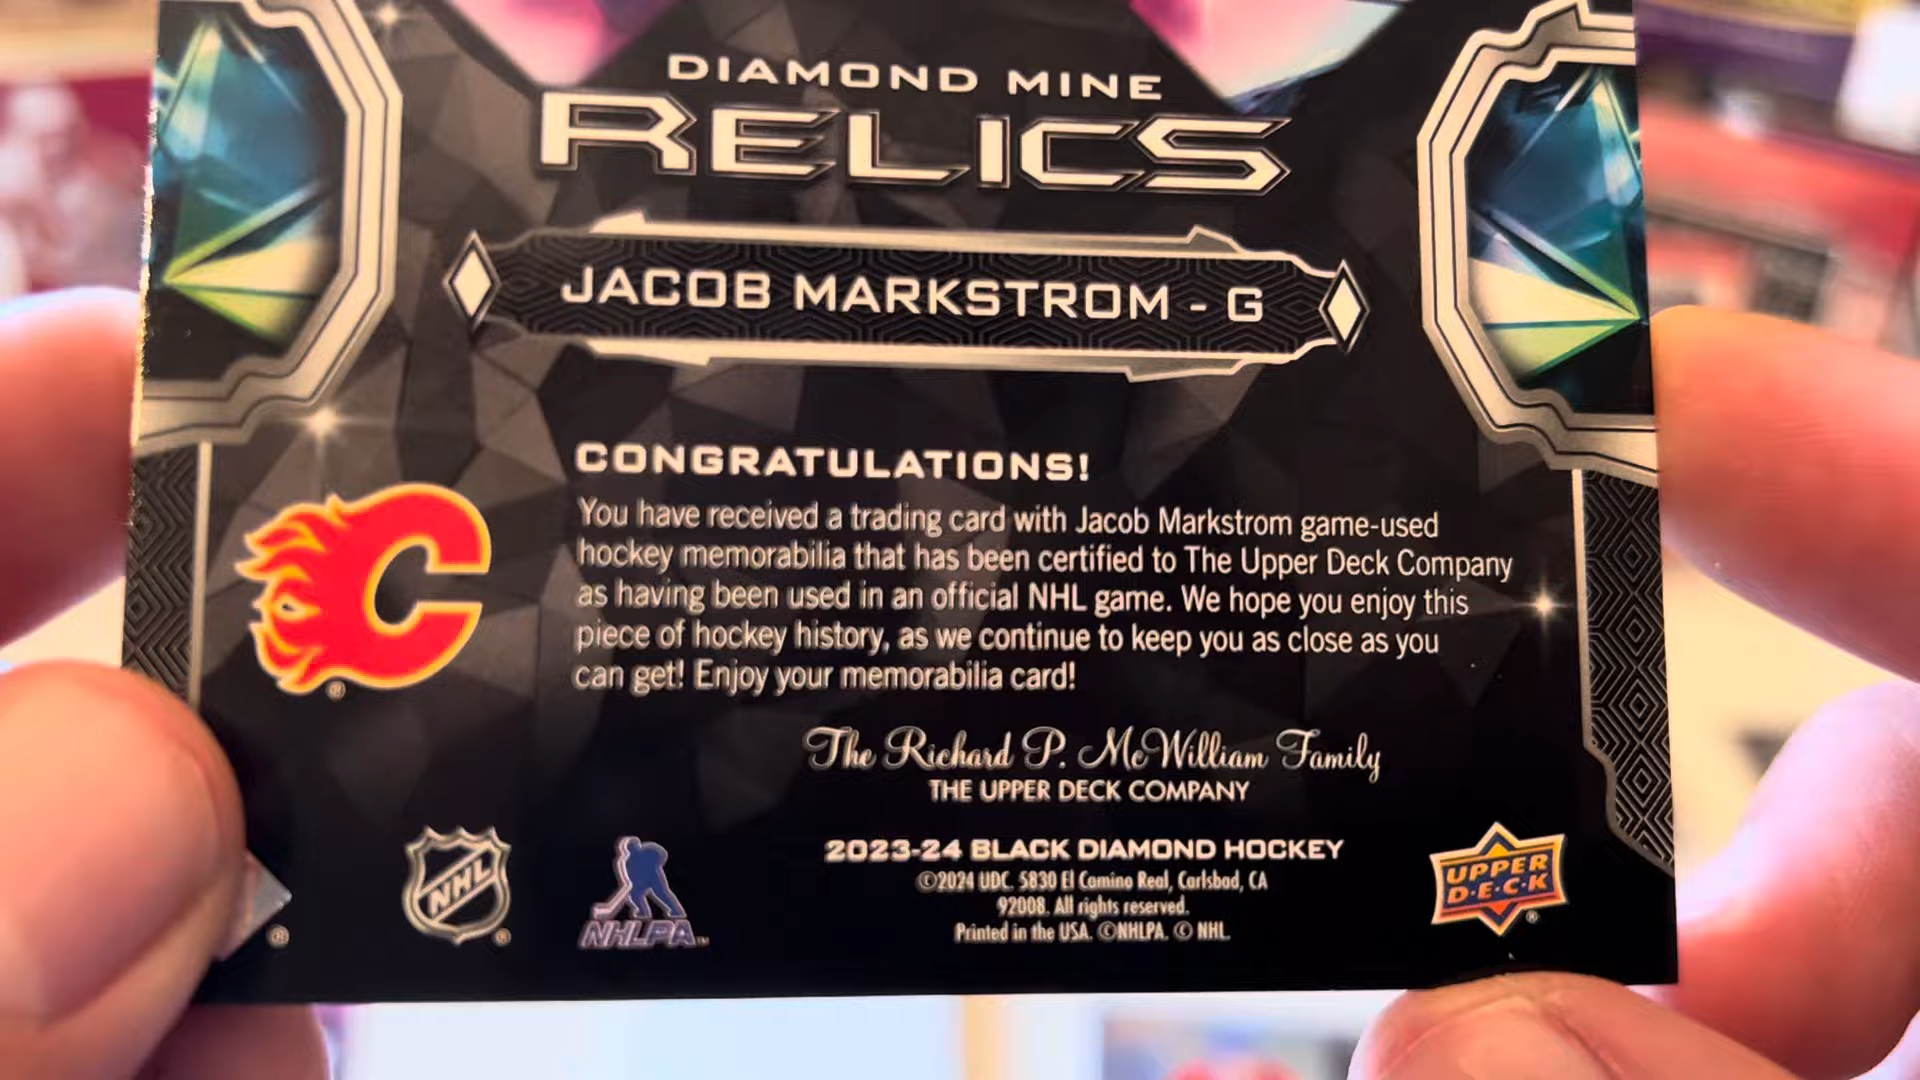 DIAMOND MINE
RELICS
JACOB MARKSTROM - G
CONGRATULATIONS!
You have received a trading card with Jacob Markstrom game-used
hockey memorabilia that has been certified to The Upper Deck Company
as having been used in an official NHL game. We hope you enjoy this
piece of hockey history, as we continue to keep you as close as you
can get! Enjoy your memorabilia card!
The Richard P. McWilliam Family
THE UPPER DECK COMPANY
2023-24 BLACK DIAMOND HOCKEY
©2024 UDC. 5830 El Camino Real, Carlsbad, CA
92008. All rights reserved.
Printed in the USA. ©NHLPA. © NHL.
® 
NHL ®
NHLPA™
UPPER
D·E·C·K ®
C ®